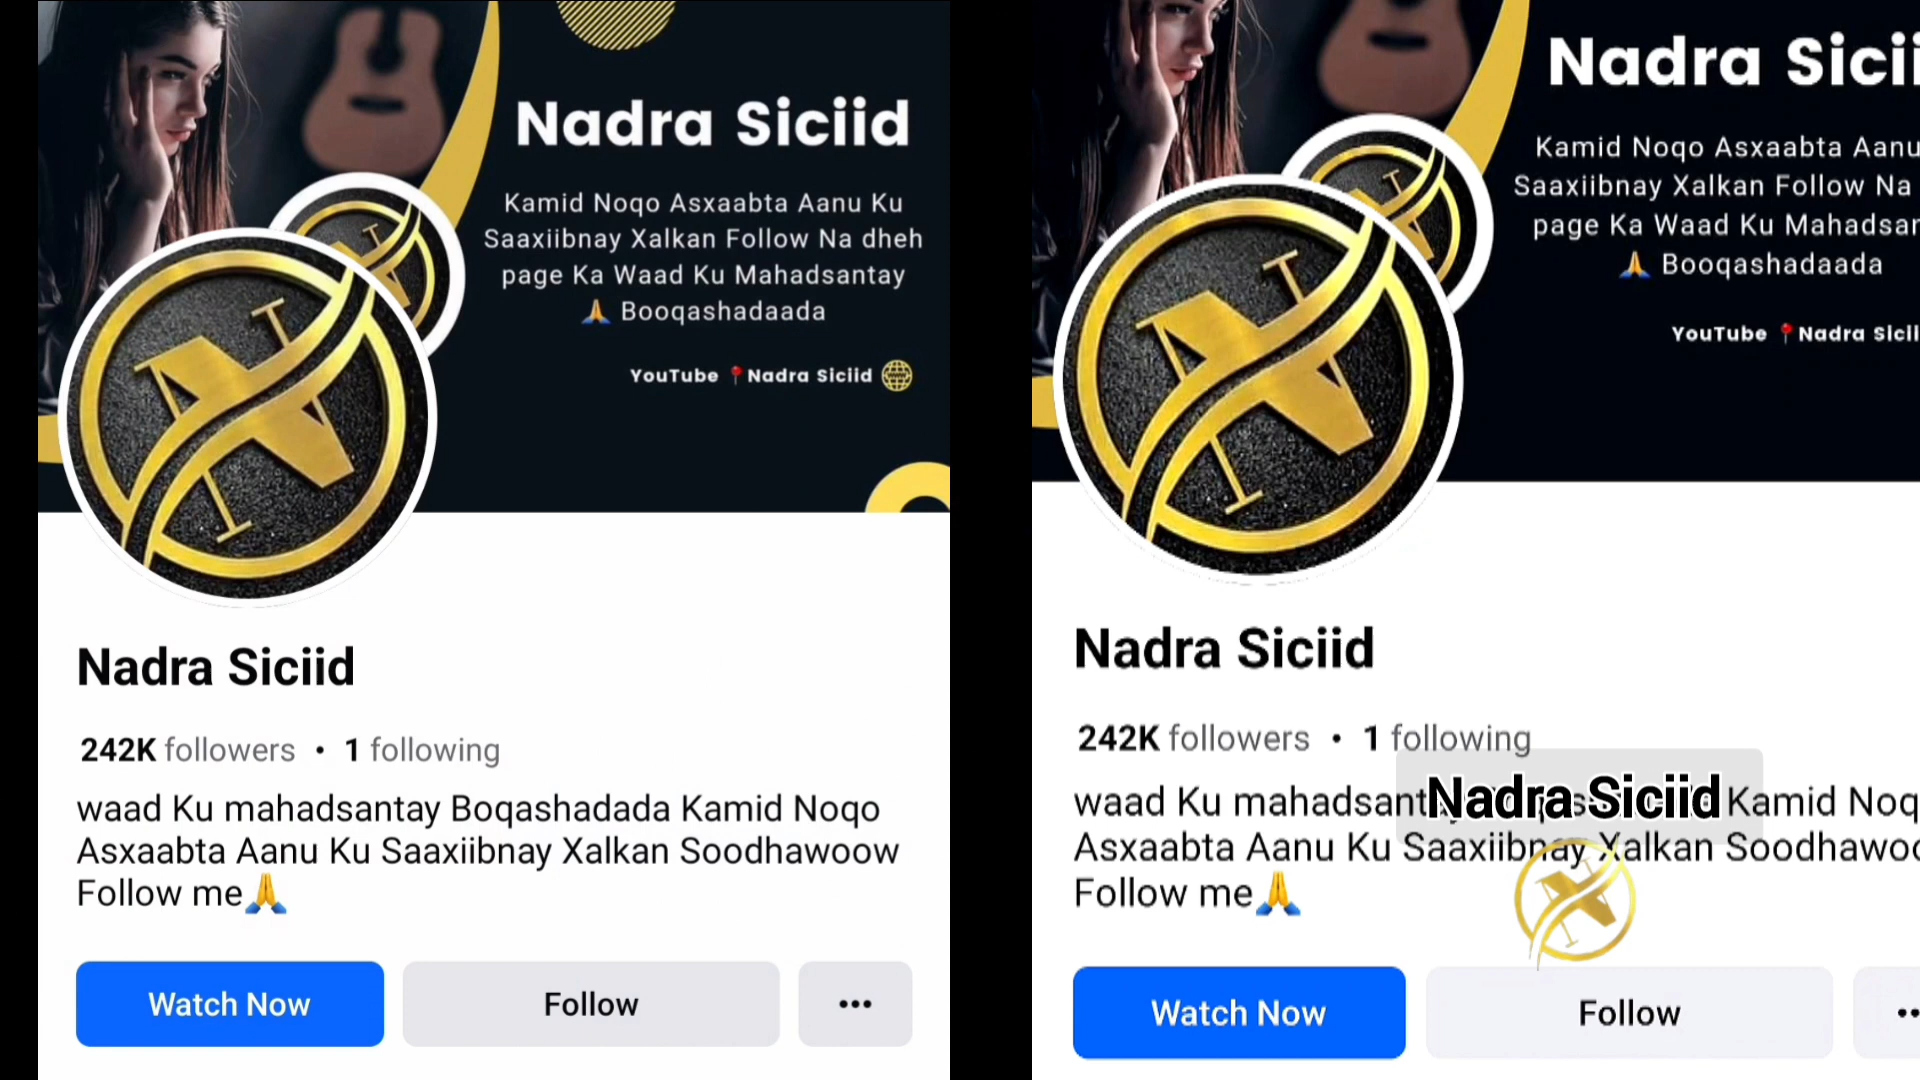 Nadra Siciid
Kamid Noqo Asxaabta Aanu Ku
Saaxiibnay Xalkan Follow Na dheh
page Ka Waad Ku Mahadsantay
🙏 Booqashadaada
YouTube 📍Nadra Siciid
Nadra Siciid
242K followers • 1 following
waad Ku mahadsantay Boqashadada Kamid Noqo
Asxaabta Aanu Ku Saaxiibnay Xalkan Soodhawoow
Follow me🙏
Watch Now
Follow
Nadra Sicii
Kamid Noqo Asxaabta Aanu
Saaxiibnay Xalkan Follow Na
page Ka Waad Ku Mahadsan
🙏 Booqashadaada
YouTube 📍Nadra Sicii
Nadra Siciid
242K followers • 1 following
waad Ku Kamid Noq
Nadra Siciid
Asxaabta Aanu Ku Saaxiibnay Xalkan Soodhawoo
Follow me🙏
Watch Now
Follow